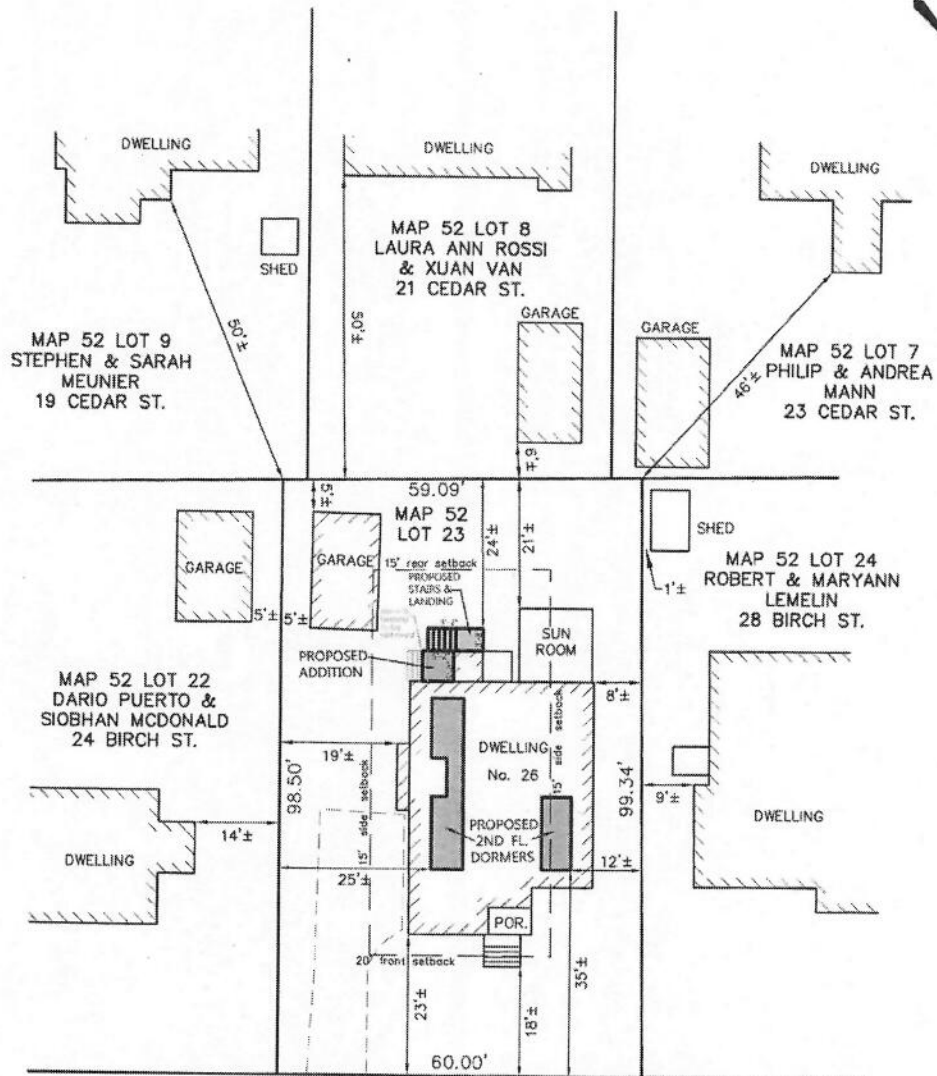 DWELLING
DWELLING
DWELLING
SHED
MAP 52 LOT 8
LAURA ANN ROSSI
& XUAN VAN
21 CEDAR ST.
50'±
50'±
GARAGE
GARAGE
MAP 52 LOT 9
STEPHEN & SARAH
MEUNIER
19 CEDAR ST.
MAP 52 LOT 7
PHILIP & ANDREA
MANN
23 CEDAR ST.
46'±
6'±
5'±
59.09'
MAP 52
LOT 23
24'±
21'±
GARAGE
GARAGE
5'±
5'±
15' rear setback
PROPOSED
STAIRS &
LANDING
SHED
1'±
MAP 52 LOT 24
ROBERT & MARYANN
LEMELIN
28 BIRCH ST.
SUN
ROOM
PROPOSED
ADDITION
MAP 52 LOT 22
DARIO PUERTO &
SIOBHAN MCDONALD
24 BIRCH ST.
8'±
19'±
DWELLING
No. 26
15' side setback
15' side setback
98.50'
99.34'
9'±
PROPOSED
2ND FL.
DORMERS
14'±
DWELLING
DWELLING
25'±
12'±
POR.
20' front setback
23'±
18'±
35'±
60.00'